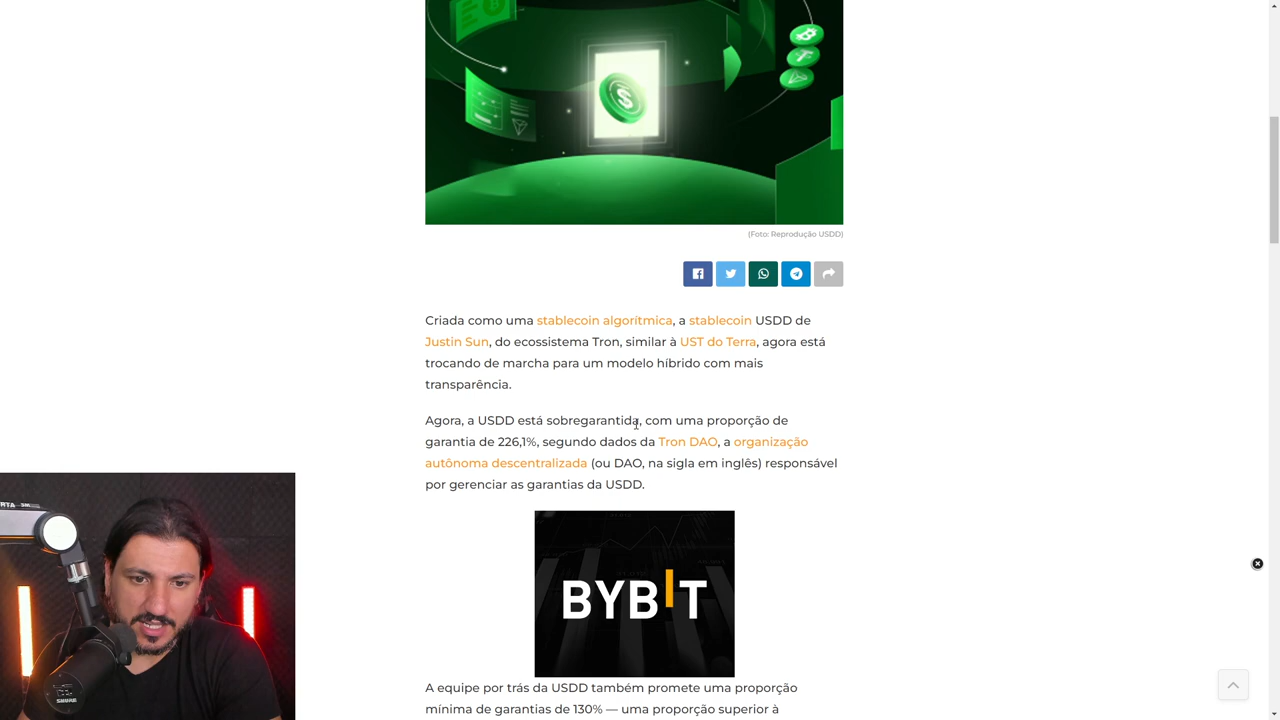 (Foto: Reprodução USDD)
Criada como uma stablecoin algorítmica, a stablecoin USDD de
Justin Sun, do ecossistema Tron, similar à UST do Terra, agora está
trocando de marcha para um modelo híbrido com mais
transparência.
Agora, a USDD está sobregarantida, com uma proporção de
garantia de 226,1%, segundo dados da Tron DAO, a organização
autônoma descentralizada (ou DAO, na sigla em inglês) responsável
por gerenciar as garantias da USDD.
BYBIT
A equipe por trás da USDD também promete uma proporção
mínima de garantias de 130% — uma proporção superior à
SHURE